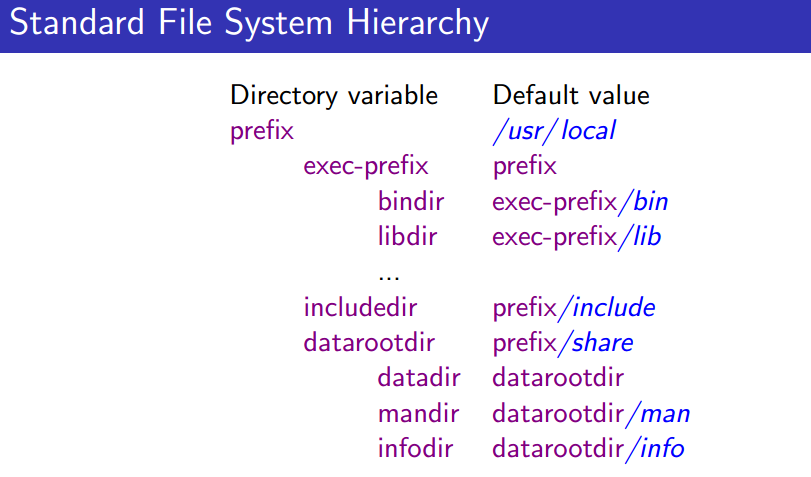 Standard File System Hierarchy
Directory variable Default value
prefix /usr/local
exec-prefix prefix
bindir exec-prefix/bin
libdir exec-prefix/lib
...
includedir prefix/include
datarootdir prefix/share
datadir datarootdir
mandir datarootdir/man
infodir datarootdir/info